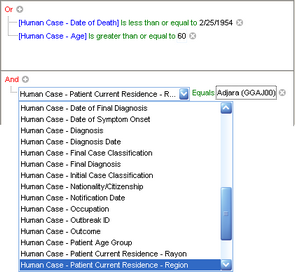 Or
[Human Case - Date of Death] Is less than or equal to 2/25/1954
[Human Case - Age] Is greater than or equal to 60
And
Human Case - Patient Current Residence - R... Equals Adjara (GGAJ00)
Human Case - Date of Final Diagnosis
Human Case - Date of Symptom Onset
Human Case - Diagnosis
Human Case - Diagnosis Date
Human Case - Final Case Classification
Human Case - Final Diagnosis
Human Case - Initial Case Classification
Human Case - Nationality/Citizenship
Human Case - Notification Date
Human Case - Occupation
Human Case - Outbreak ID
Human Case - Outcome
Human Case - Patient Age Group
Human Case - Patient Current Residence - Rayon
Human Case - Patient Current Residence - Region